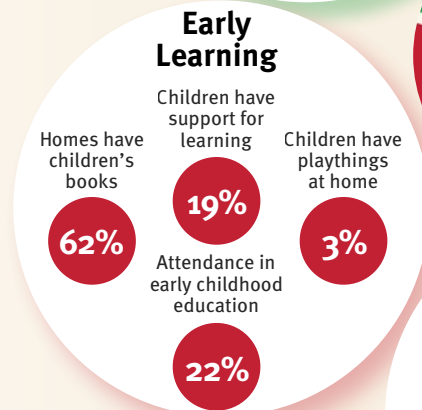 Early
Learning
Children have
support for
learning
19%
Homes have
children's
books
62%
Children have
playthings
at home
3%
Attendance in
early childhood
education
22%